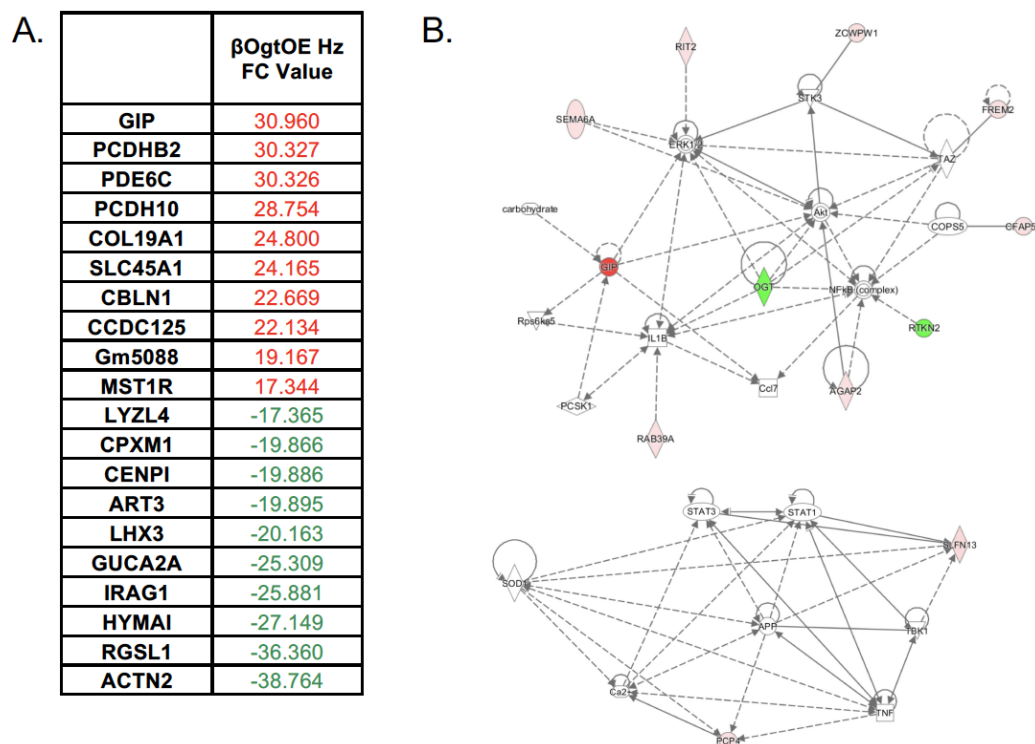 A.
βOgtOE Hz
FC Value
GIP 30.960
PCDHB2 30.327
PDE6C 30.326
PCDH10 28.754
COL19A1 24.800
SLC45A1 24.165
CBLN1 22.669
CCDC125 22.134
Gm5088 19.167
MST1R 17.344
LYZL4 -17.365
CPXM1 -19.866
CENPI -19.886
ART3 -19.895
LHX3 -20.163
GUCA2A -25.309
IRAG1 -25.881
HYMAI -27.149
RGSL1 -36.360
ACTN2 -38.764
B.
ZCWPW1
RIT2
STK3
FREM2
SEMA6A
TAZ
carbohydrate
Akt
COPS5
CFAP5
GIP
OGT
NFkB (complex)
Rps6ka5
IL1B
RTKN2
Ccl7
AGAP2
PCSK1
RAB39A
STAT3
STAT1
SLFN13
SOD1
APP
TBK1
Ca2+
TNF
PCP4